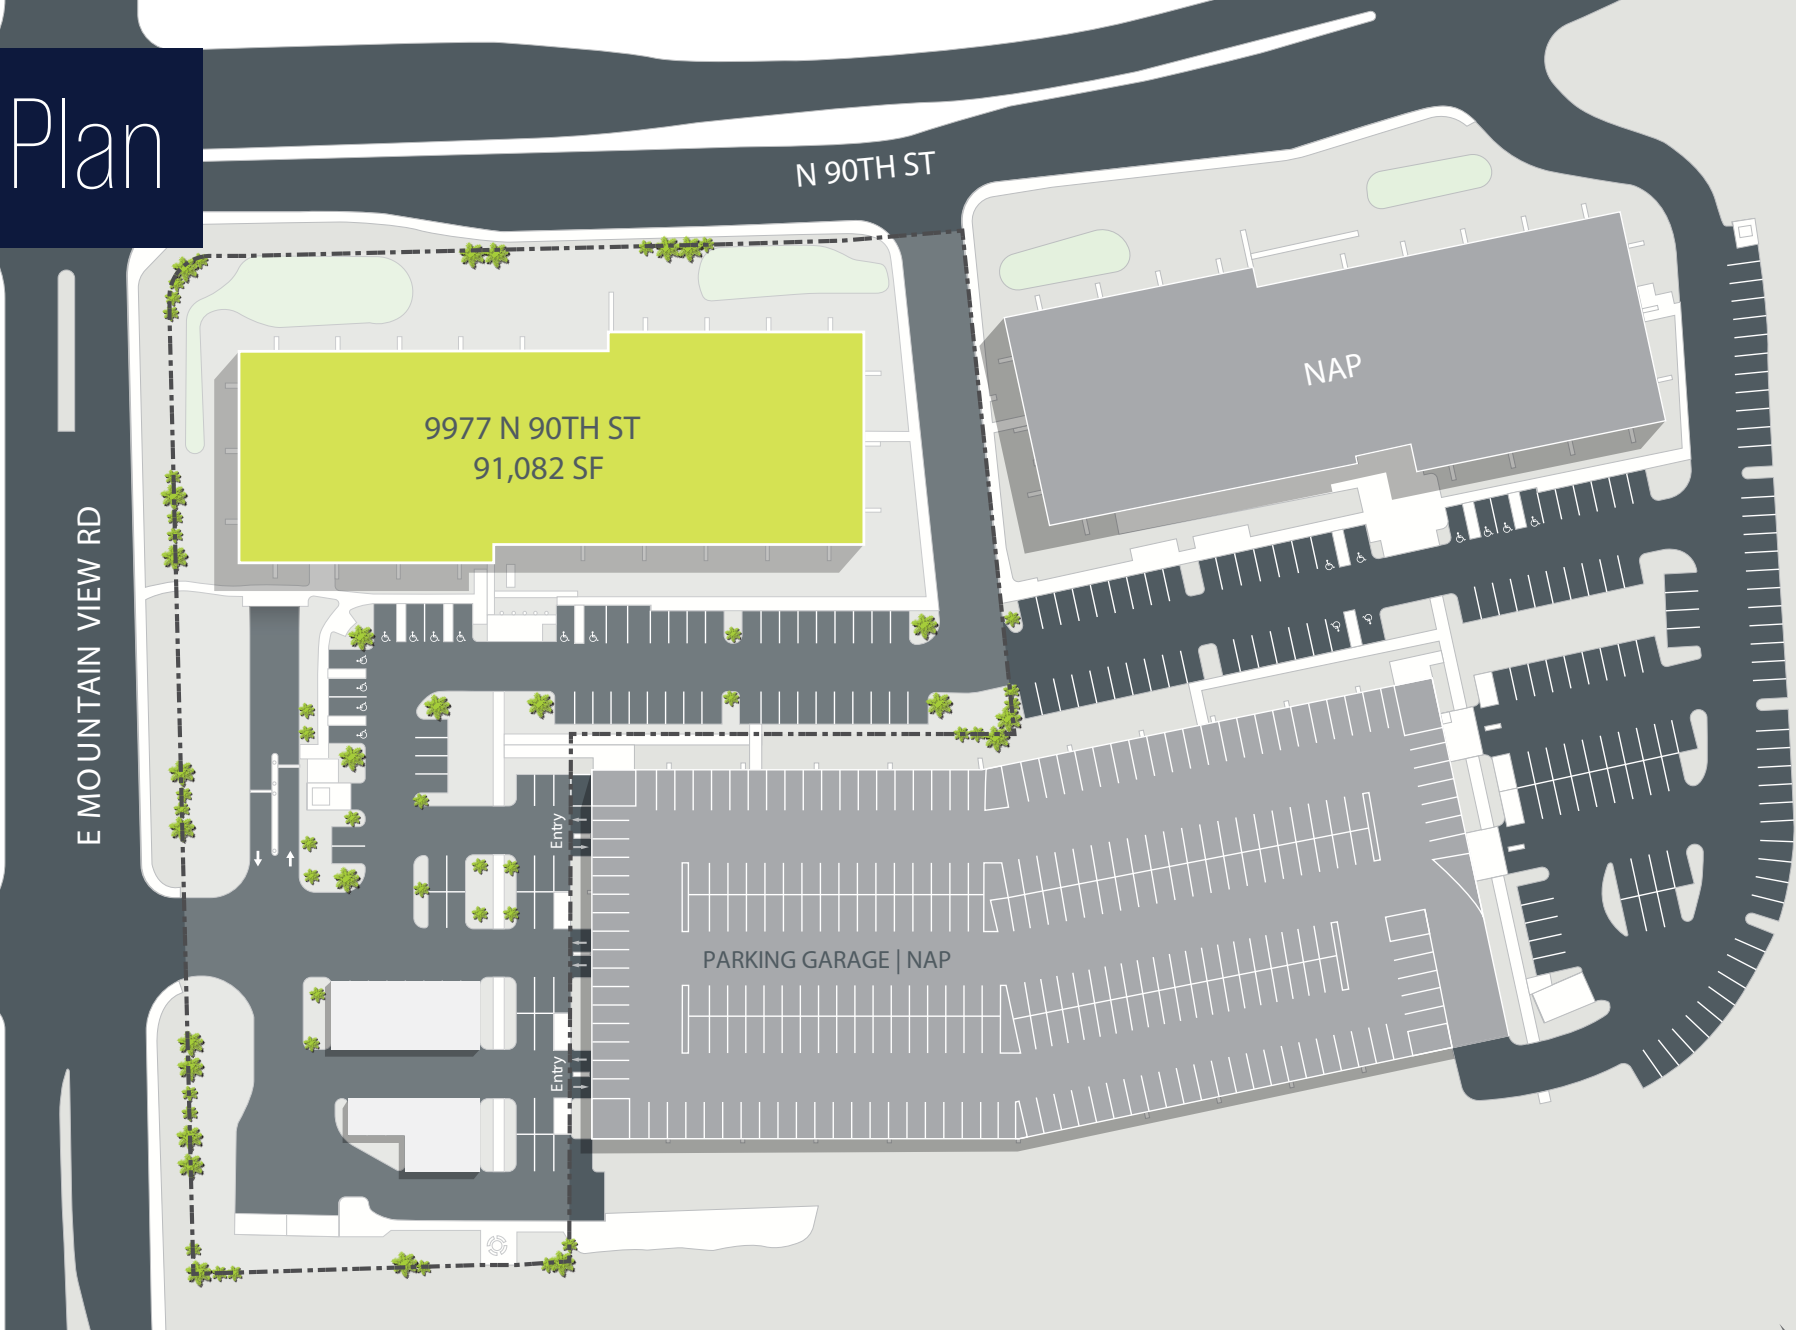 Plan
N 90TH ST
9977 N 90TH ST
91,082 SF
NAP
E MOUNTAIN VIEW RD
Entry
PARKING GARAGE | NAP
Entry